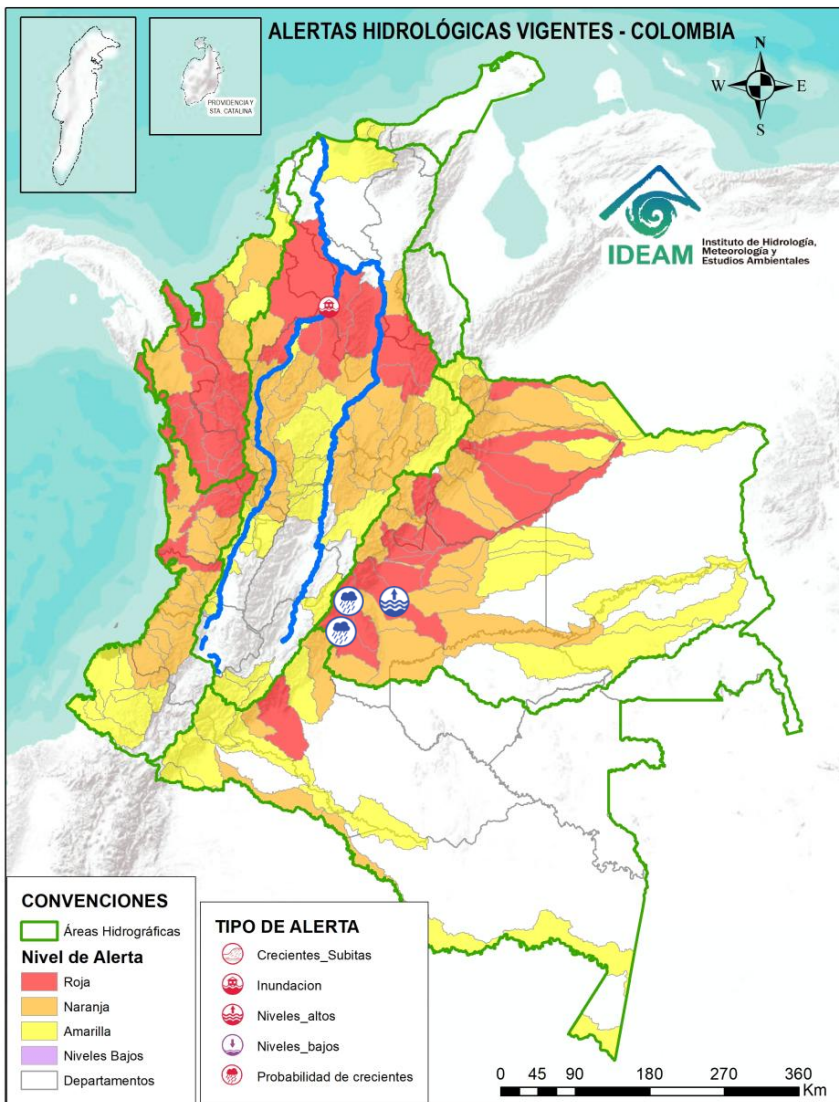 ALERTAS HIDROLÓGICAS VIGENTES - COLOMBIA
PROVIDENCIA Y
STA. CATALINA
N
W
E
S
IDEAM
Instituto de Hidrología,
Meteorología y
Estudios Ambientales
CONVENCIONES
Áreas Hidrográficas
Nivel de Alerta
Roja
Naranja
Amarilla
Niveles Bajos
Departamentos
TIPO DE ALERTA
Crecientes_Subitas
Inundacion
Niveles_altos
Niveles_bajos
Probabilidad de crecientes
0 45 90 180 270 360
Km